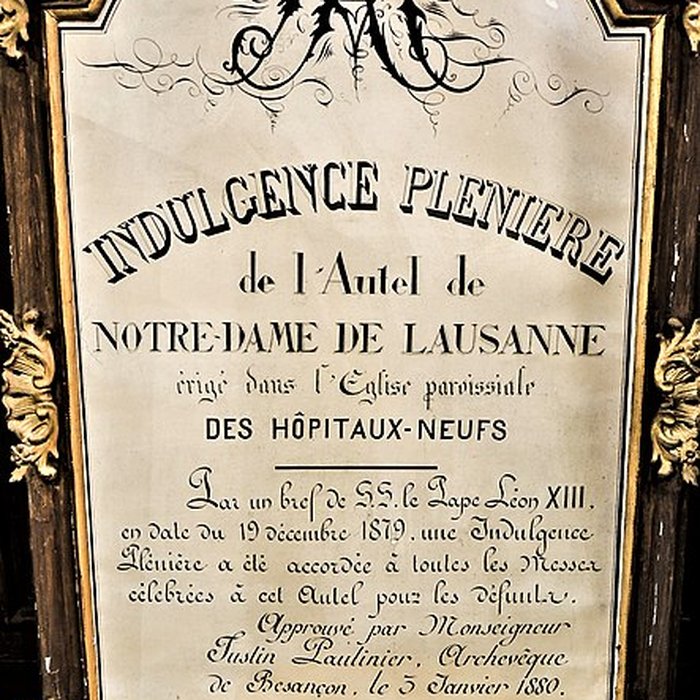 INDULGENCE PLENIERE
de l'Autel de
NOTRE-DAME DE LAUSANNE
érigé dans l'Eglise paroissiale
DES HÔPITAUX-NEUFS
Par un bref de S.S. le Pape Léon XIII.
en date du 19 décembre 1879. une Indulgence
Plénière a été accordée à toutes les Messes
célébrées à cet Autel pour les défunts.
Approuvé par Monseigneur
Justin Paulinier, Archevêque
de Besançon, le 3 Janvier 1880.